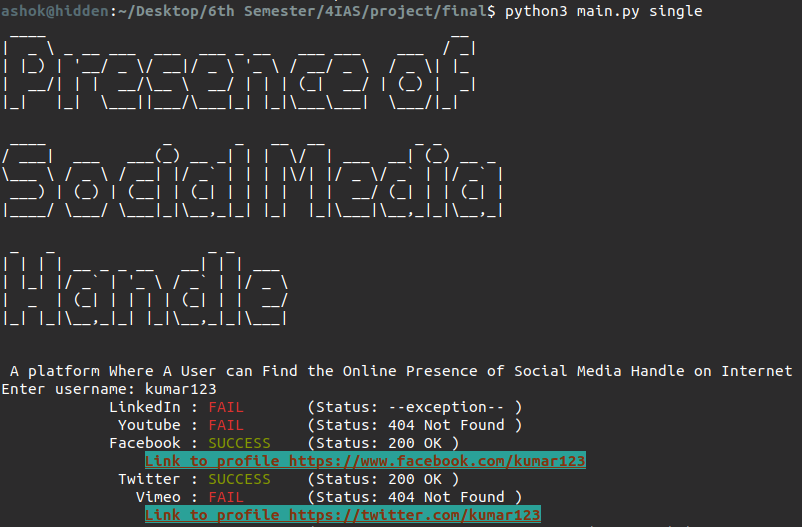 ashok@hidden:~/Desktop/6th Semester/4IAS/project/final$ python3 main.py single
Presence of
Social Media
Handle
A platform Where A User can Find the Online Presence of Social Media Handle on Internet
Enter username: kumar123
LinkedIn : FAIL (Status: --exception-- )
Youtube : FAIL (Status: 404 Not Found )
Facebook : SUCCESS (Status: 200 OK )
Link to profile https://www.facebook.com/kumar123
Twitter : SUCCESS (Status: 200 OK )
Vimeo : FAIL (Status: 404 Not Found )
Link to profile https://twitter.com/kumar123